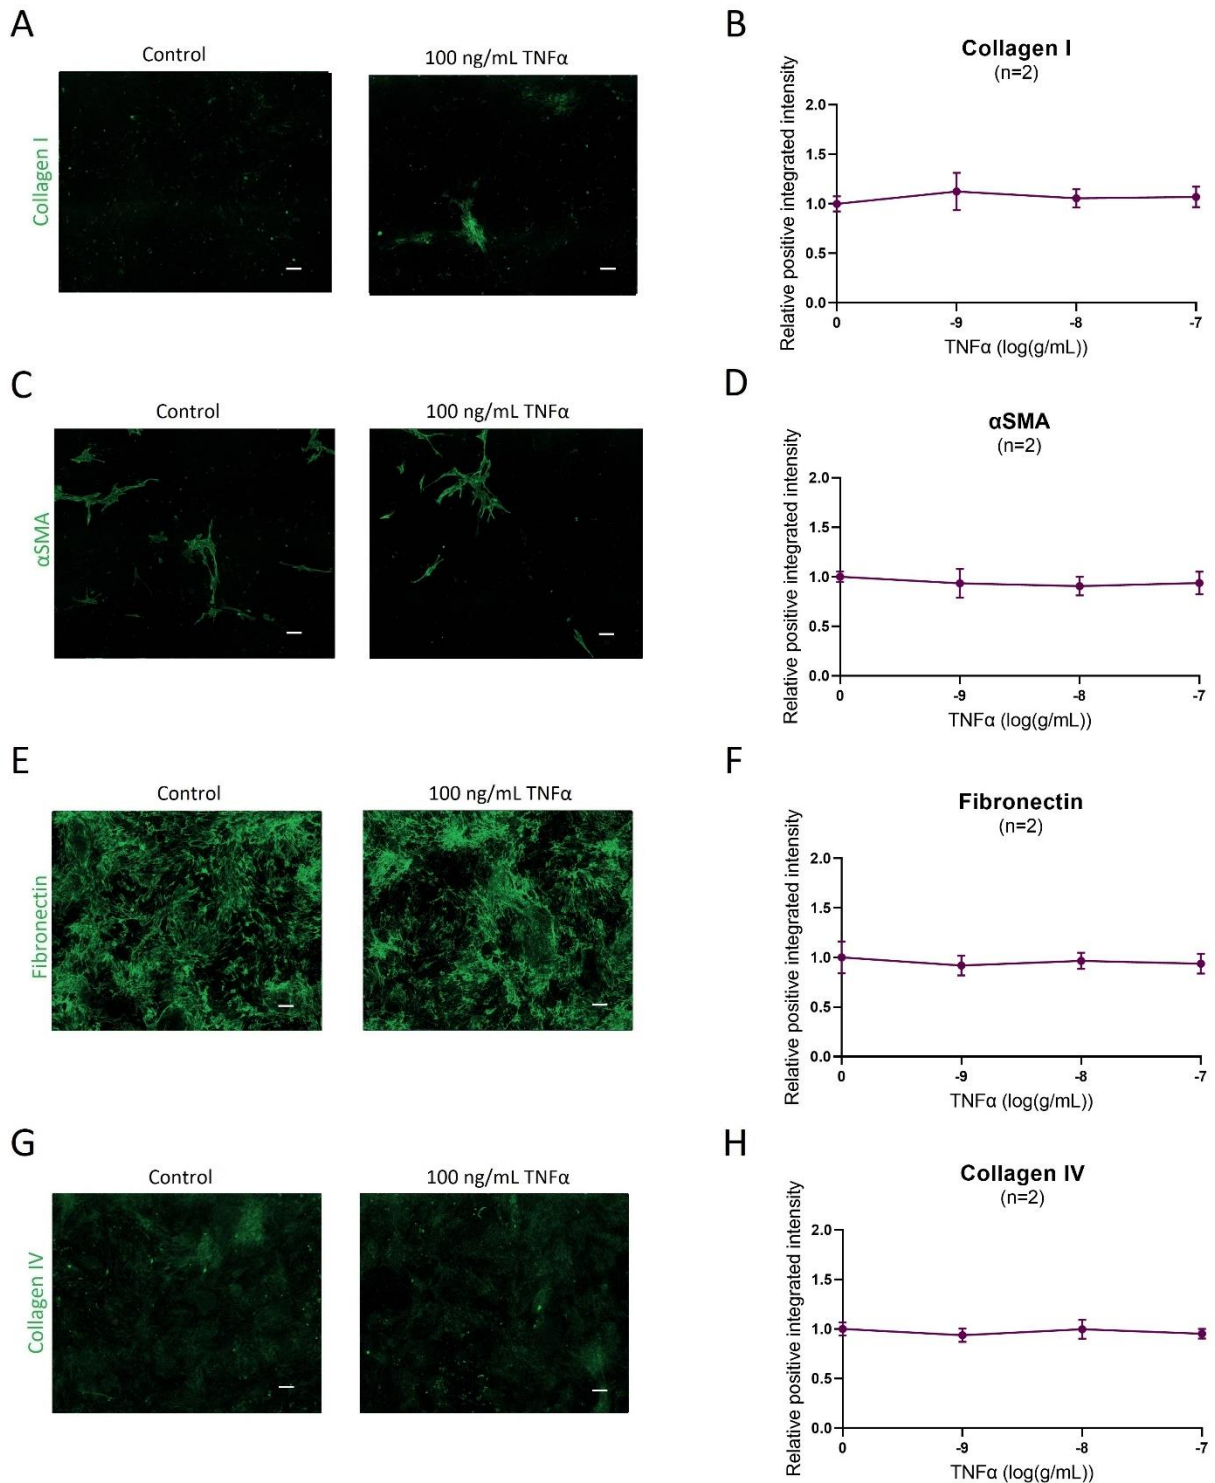 A
Control
100 ng/mL TNFα
Collagen I
B
Collagen I
(n=2)
Relative positive integrated intensity
2.0
1.5
1.0
0.5
0.0
0 -9 -8 -7
TNFα (log(g/mL))
C
Control
100 ng/mL TNFα
αSMA
D
αSMA
(n=2)
Relative positive integrated intensity
2.0
1.5
1.0
0.5
0.0
0 -9 -8 -7
TNFα (log(g/mL))
E
Control
100 ng/mL TNFα
Fibronectin
F
Fibronectin
(n=2)
Relative positive integrated intensity
2.0
1.5
1.0
0.5
0.0
0 -9 -8 -7
TNFα (log(g/mL))
G
Control
100 ng/mL TNFα
Collagen IV
H
Collagen IV
(n=2)
Relative positive integrated intensity
2.0
1.5
1.0
0.5
0.0
0 -9 -8 -7
TNFα (log(g/mL))